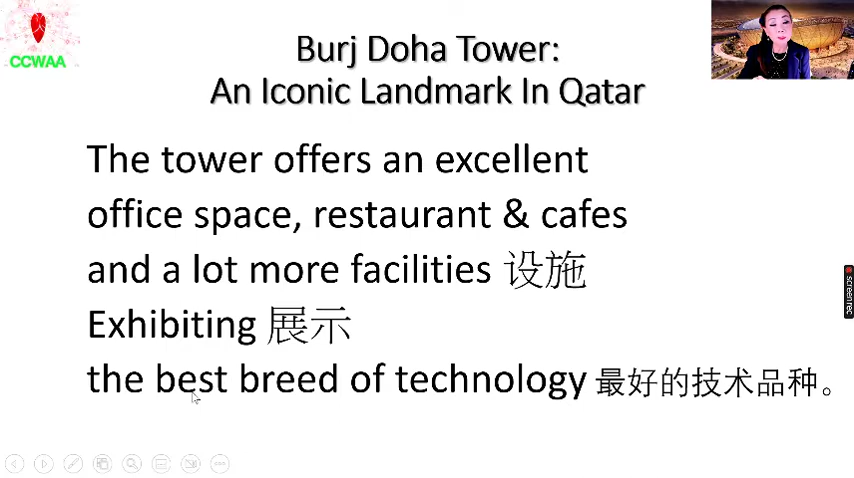 CCWAA
Burj Doha Tower:
An Iconic Landmark In Qatar
The tower offers an excellent
office space, restaurant & cafes
and a lot more facilities 设施
Exhibiting 展示
the best breed of technology 最好的技术品种。
screenrec